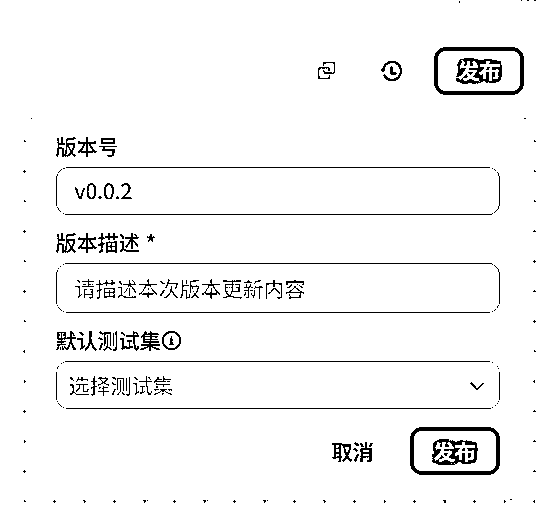 发布
版本号
v0.0.2
版本描述 *
请描述本次版本更新内容
默认测试集
选择测试集
取消 发布